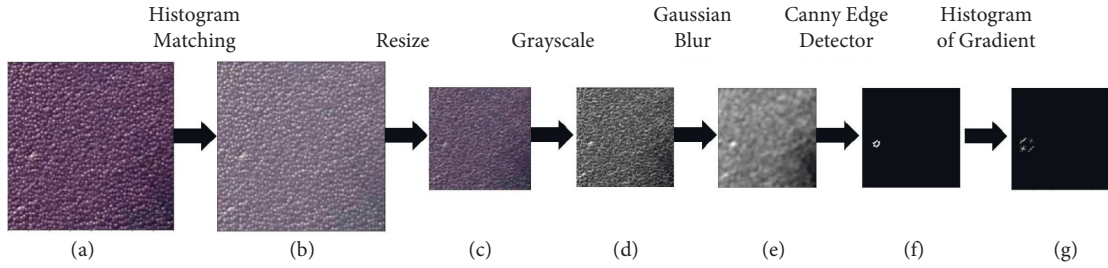 Histogram
Matching
Resize
Grayscale
Gaussian
Blur
Canny Edge
Detector
Histogram
of Gradient
(a)
(b)
(c)
(d)
(e)
(f)
(g)